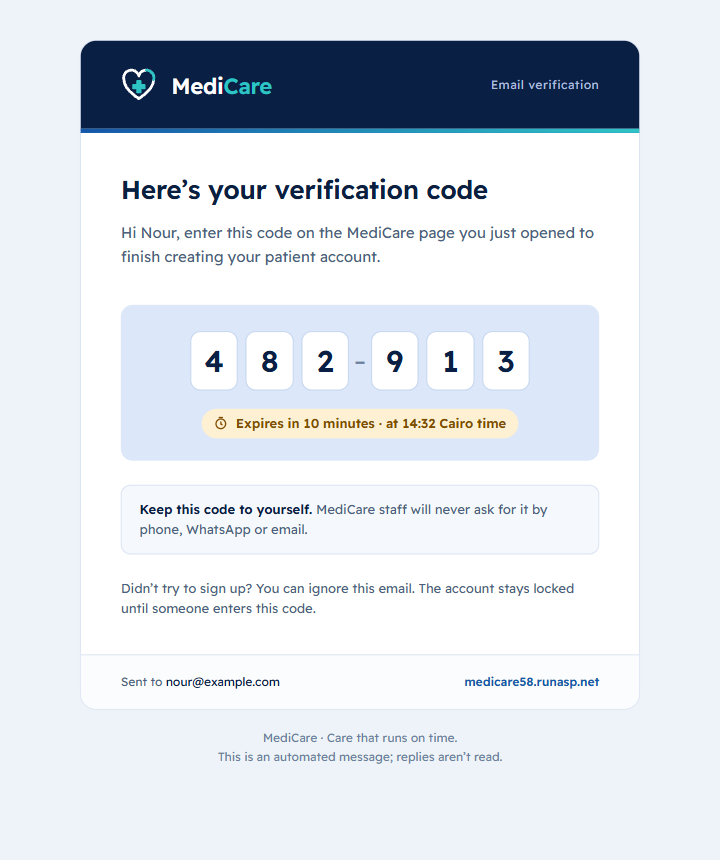 MediCare
Email verification
Here’s your verification code
Hi Nour, enter this code on the MediCare page you just opened to
finish creating your patient account.
4 8 2 – 9 1 3
Expires in 10 minutes · at 14:32 Cairo time
Keep this code to yourself. MediCare staff will never ask for it by
phone, WhatsApp or email.
Didn’t try to sign up? You can ignore this email. The account stays locked
until someone enters this code.
Sent to nour@example.com
medicare58.runasp.net
MediCare · Care that runs on time.
This is an automated message; replies aren’t read.